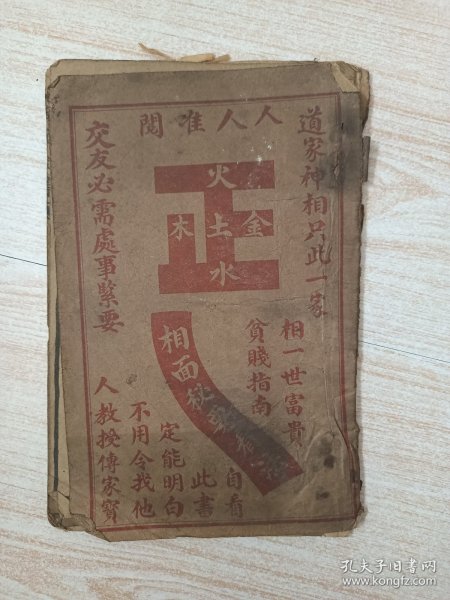 人人准閱
道家神相只此一家
火
金土木
水
相面秘
相一世富貴
貧賤指南
自看
此書
定能明白
不用令我他
人教授傳家寶
交友必需處事緊要
孔夫子旧书网
www.kongfz.com